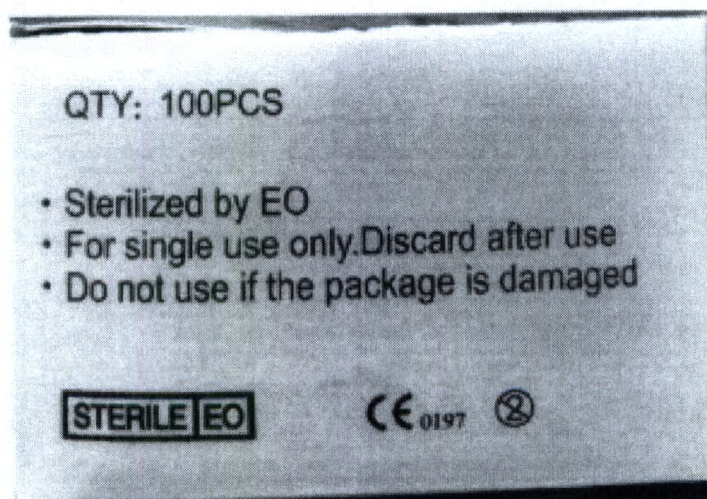 QTY: 100PCS
• Sterilized by EO
• For single use only.Discard after use
• Do not use if the package is damaged
STERILE EO CE 0197 2